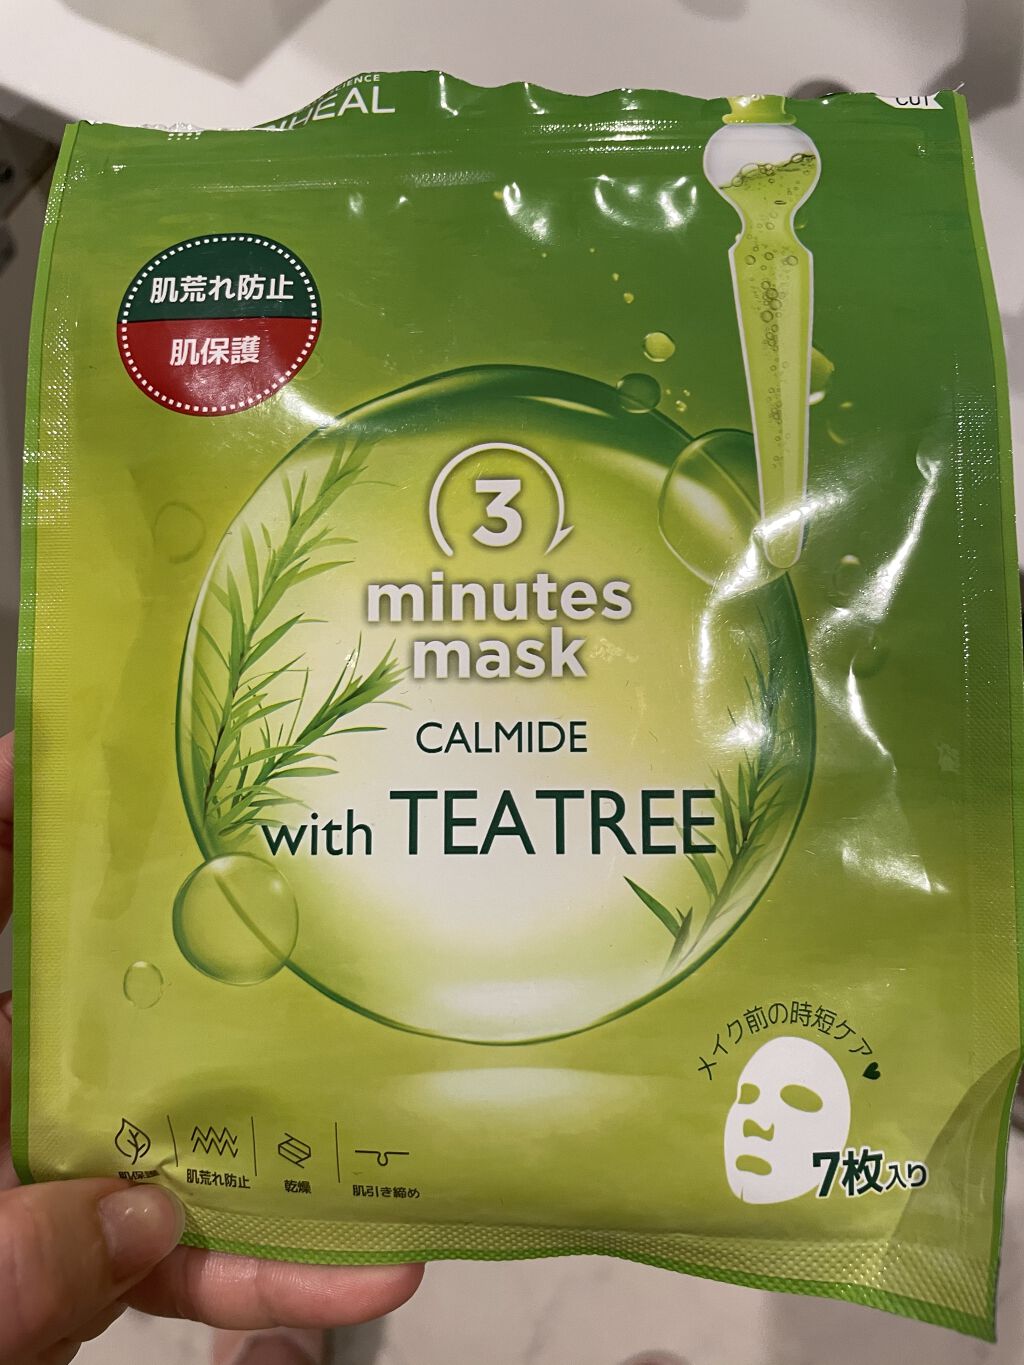 SCIENCE
HEAL
CUT
肌荒れ防止
肌保護
3
minutes
mask
CALMIDE
with TEATREE
メイク前の時短ケア♥
7枚入り
肌保護
肌荒れ防止
乾燥
肌引き締め